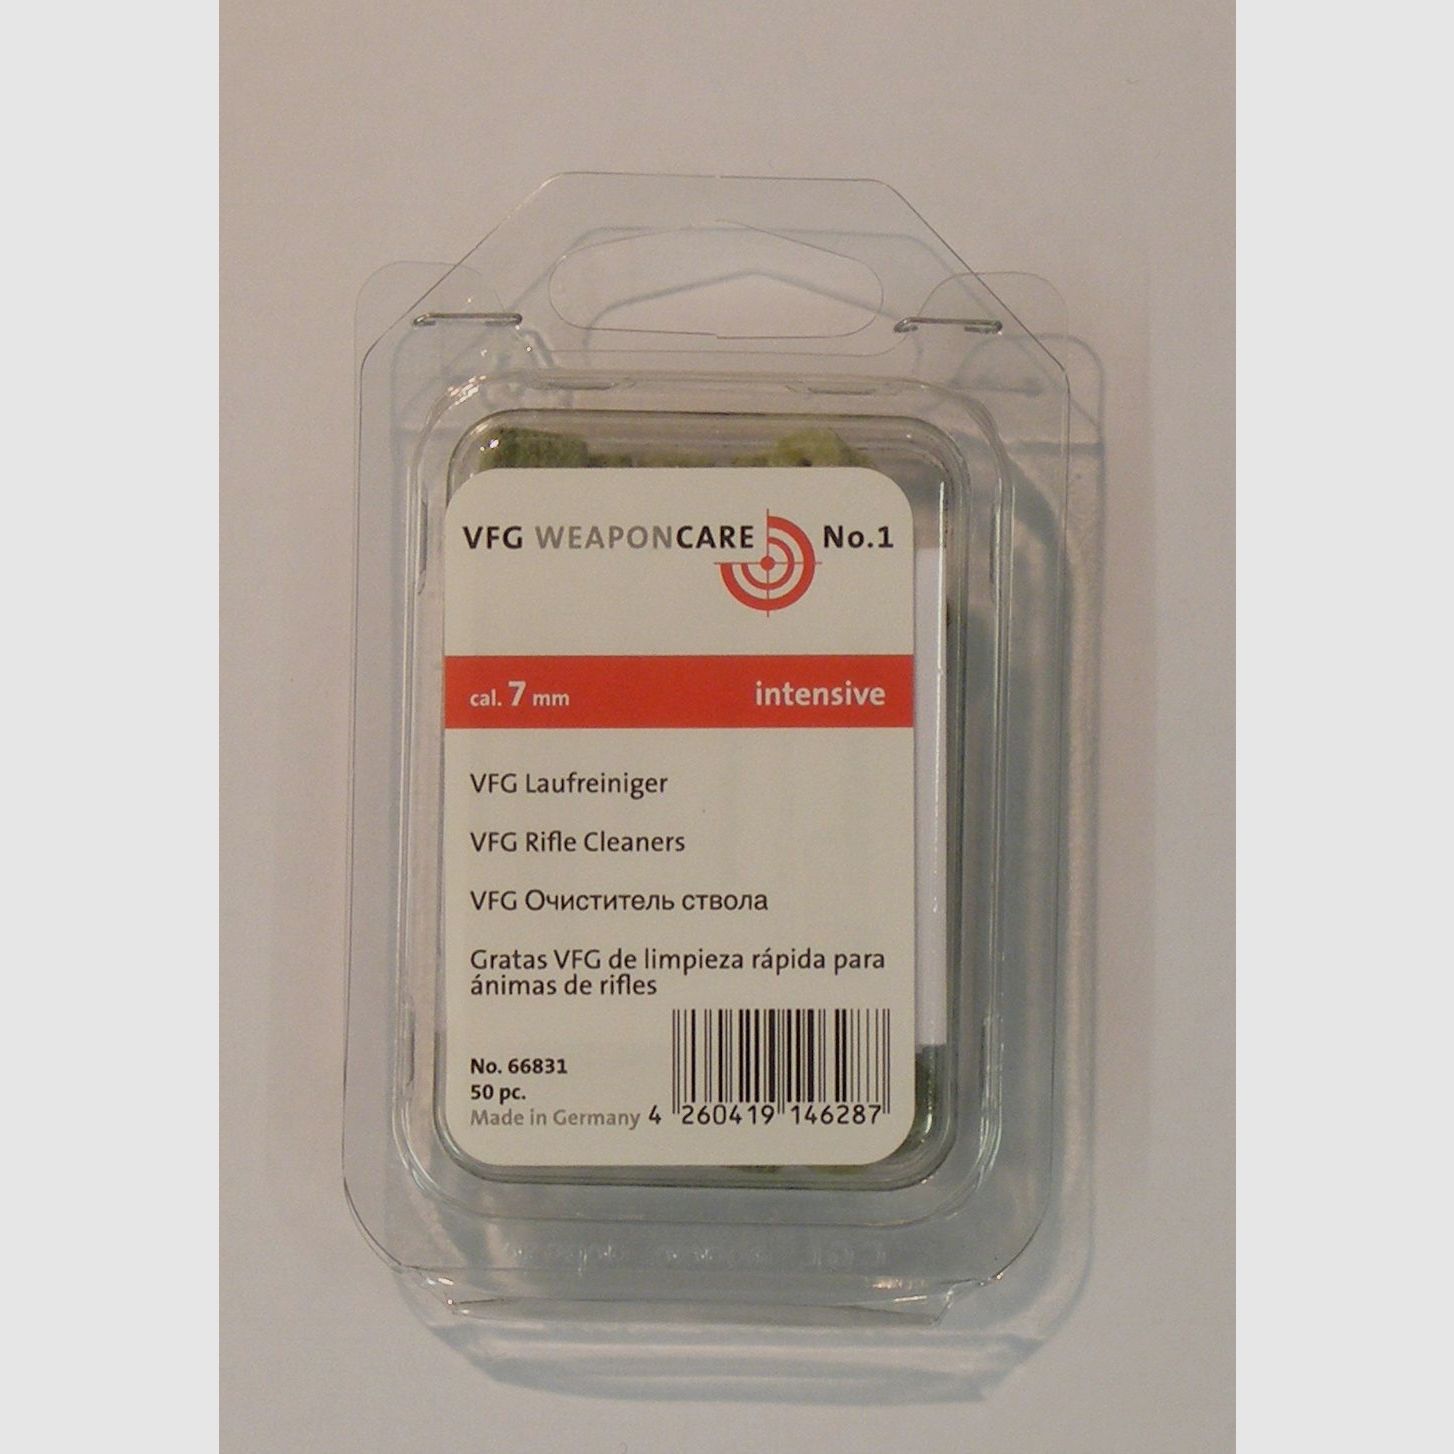 VFG WEAPONCARE No.1
cal. 7 mm intensive
VFG Laufreiniger
VFG Rifle Cleaners
VFG Очиститель ствола
Gratas VFG de limpieza rápida para
ánimas de rifles
No. 66831
50 pc.
Made in Germany
4 260419 146287